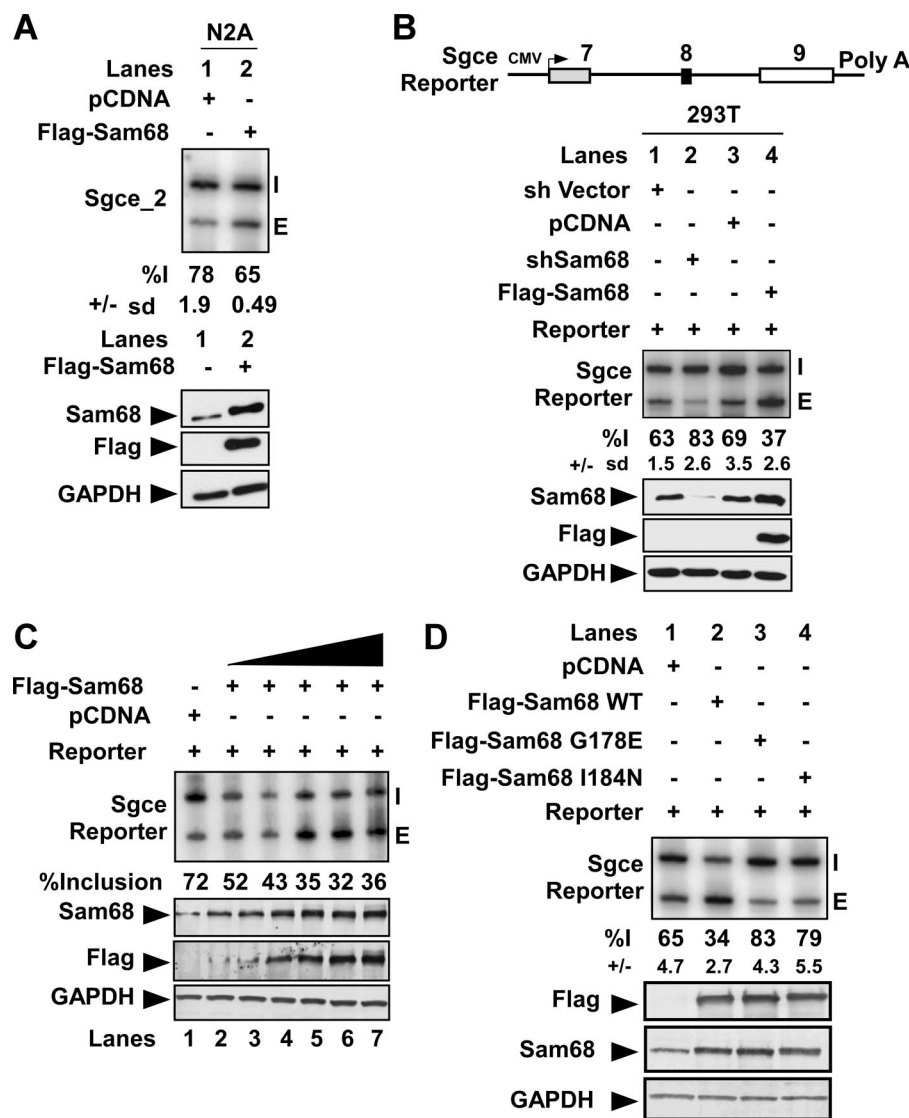 A
N2A
Lanes 1 2
pCDNA + -
Flag-Sam68 - +
Sgce_2
I
E
%I 78 65
+/- sd 1.9 0.49
Lanes 1 2
Flag-Sam68 - +
Sam68
Flag
GAPDH
B
Sgce Reporter
CMV 7 8 9 Poly A
293T
Lanes 1 2 3 4
sh Vector + - - -
pCDNA - - + -
shSam68 - + - -
Flag-Sam68 - - - +
Reporter + + + +
Sgce Reporter
I
E
%I 63 83 69 37
+/- sd 1.5 2.6 3.5 2.6
Sam68
Flag
GAPDH
C
Flag-Sam68 - + + + + +
pCDNA + - - - - -
Reporter + + + + + +
Sgce Reporter
I
E
%Inclusion 72 52 43 35 32 36
Sam68
Flag
GAPDH
Lanes 1 2 3 4 5 6 7
D
Lanes 1 2 3 4
pCDNA + - - -
Flag-Sam68 WT - + - -
Flag-Sam68 G178E - - + -
Flag-Sam68 I184N - - - +
Reporter + + + +
Sgce Reporter
I
E
%I 65 34 83 79
+/- 4.7 2.7 4.3 5.5
Flag
Sam68
GAPDH